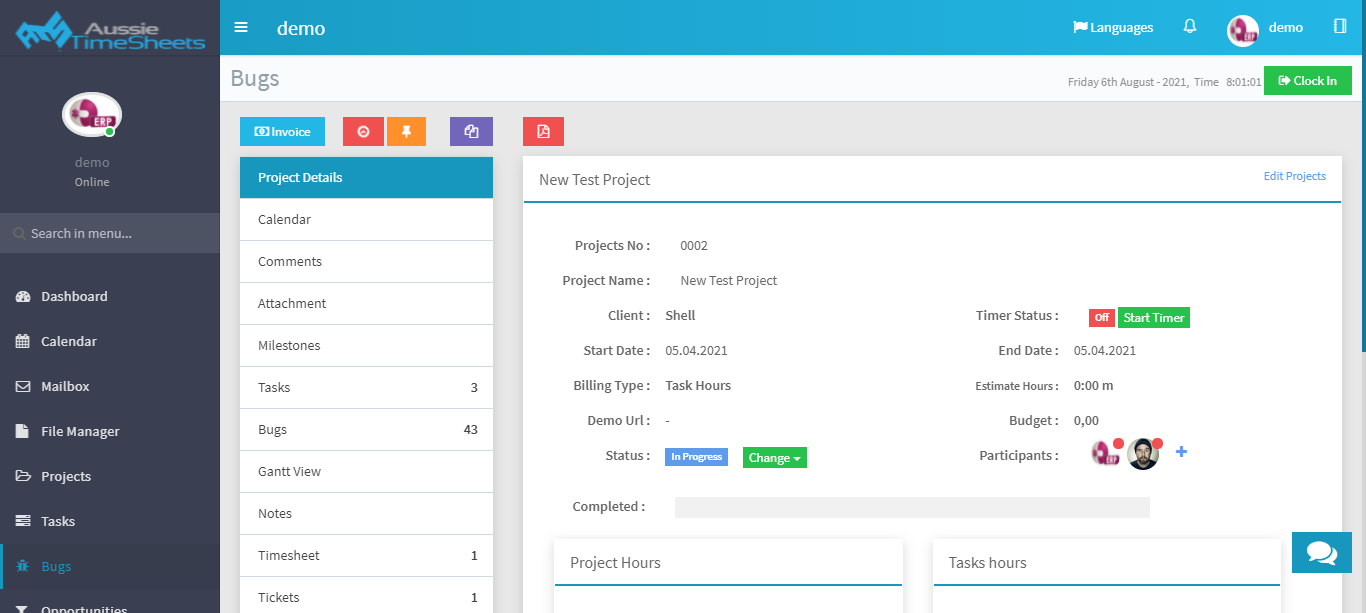 Aussie
TimeSheets
demo
Languages
demo
Bugs
Friday 6th August - 2021, Time 8:01:01
Clock In
ERP
demo
Online
Search in menu...
Dashboard
Calendar
Mailbox
File Manager
Projects
Tasks
Bugs
Opportunities
Invoice
Project Details
Calendar
Comments
Attachment
Milestones
Tasks 3
Bugs 43
Gantt View
Notes
Timesheet 1
Tickets 1
New Test Project
Edit Projects
Projects No : 0002
Project Name : New Test Project
Client : Shell
Timer Status : Off Start Timer
Start Date : 05.04.2021
End Date : 05.04.2021
Billing Type : Task Hours
Estimate Hours : 0:00 m
Demo Url : -
Budget : 0,00
Status : In Progress Change
Participants : ERP
Completed :
Project Hours
Tasks hours